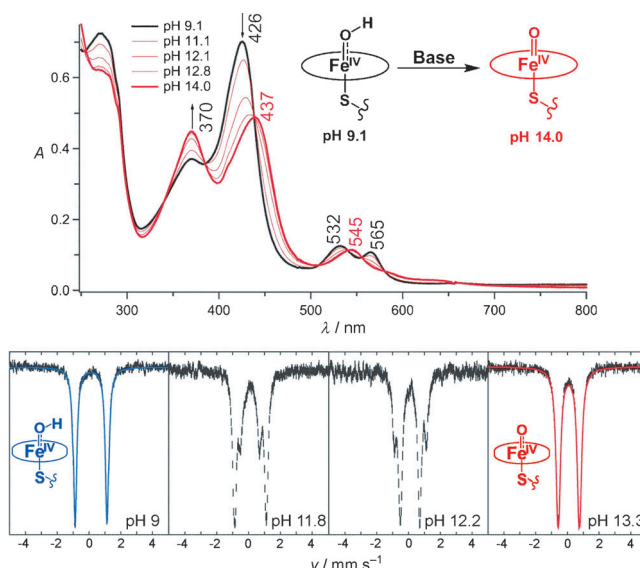 pH 9.1
pH 11.1
pH 12.1
pH 12.8
pH 14.0
426
437
370
532
545
565
0.6
0.4
0.2
0.0
A
300 400 500 600 700 800
λ / nm
O H
Fe^IV
S
pH 9.1
Base
O
Fe^IV
S
pH 14.0
O H
Fe^IV
S
pH 9
pH 11.8
pH 12.2
O
Fe^IV
S
pH 13.3
-4 -2 0 2 4 -4 -2 0 2 4 -4 -2 0 2 4 -4 -2 0 2 4
v / mm s⁻¹